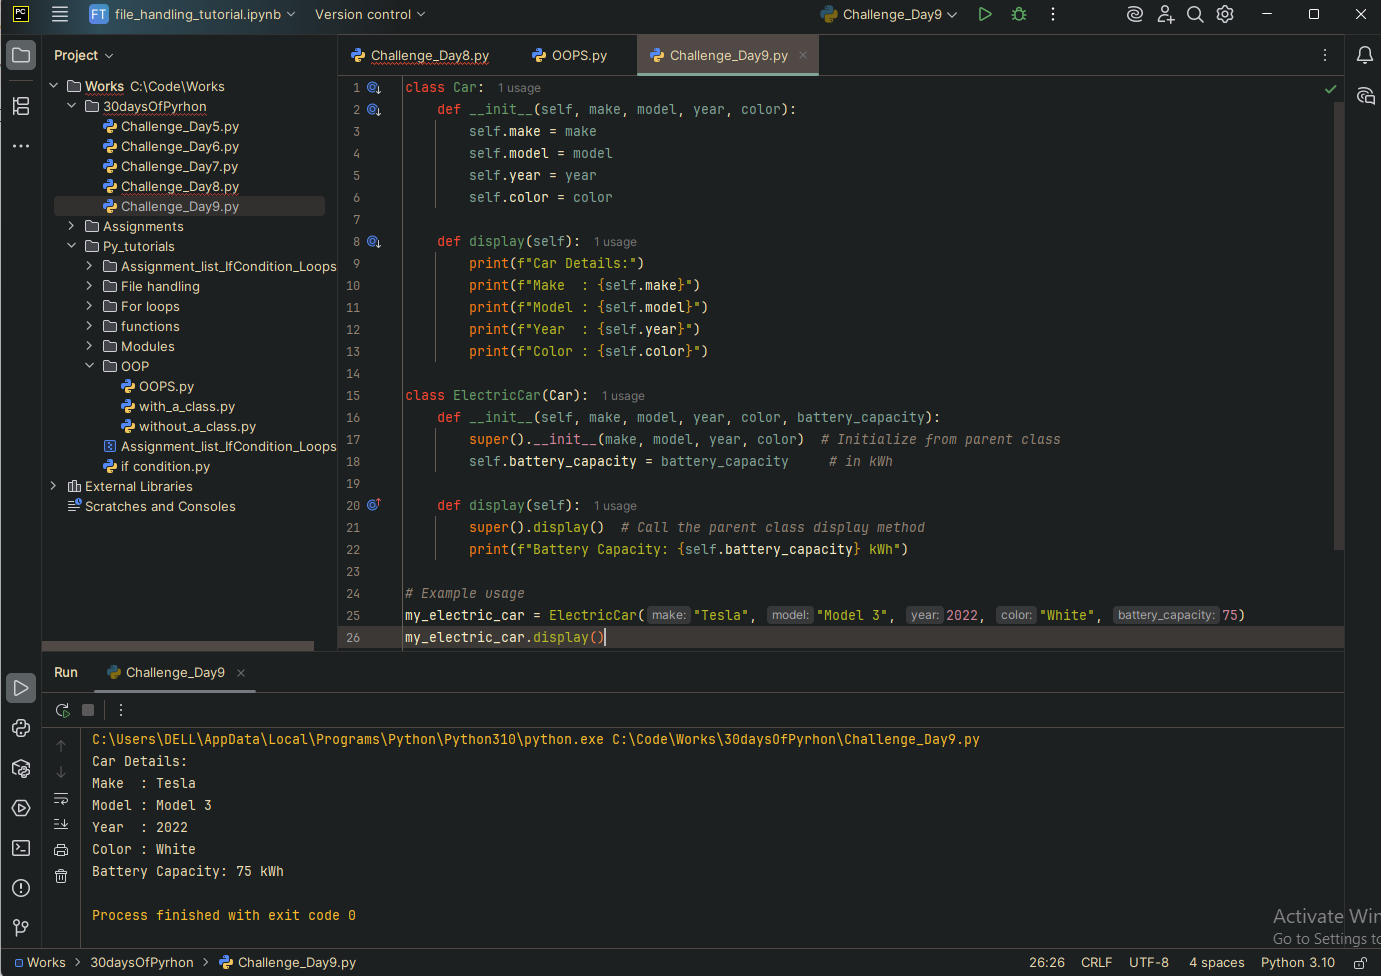 PC
FT file_handling_tutorial.ipynb Version control Challenge_Day9
Project
Works C:\Code\Works
30daysOfPyrhon
Challenge_Day5.py
Challenge_Day6.py
Challenge_Day7.py
Challenge_Day8.py
Challenge_Day9.py
Assignments
Py_tutorials
Assignment_list_IfCondition_Loops
File handling
For loops
functions
Modules
OOP
OOPS.py
with_a_class.py
without_a_class.py
Assignment_list_IfCondition_Loops
if condition.py
External Libraries
Scratches and Consoles
Challenge_Day8.py OOPS.py Challenge_Day9.py
1 class Car: 1 usage
2 def __init__(self, make, model, year, color):
3 self.make = make
4 self.model = model
5 self.year = year
6 self.color = color
7
8 def display(self): 1 usage
9 print(f"Car Details:")
10 print(f"Make  : {self.make}")
11 print(f"Model : {self.model}")
12 print(f"Year  : {self.year}")
13 print(f"Color : {self.color}")
14
15 class ElectricCar(Car): 1 usage
16 def __init__(self, make, model, year, color, battery_capacity):
17 super().__init__(make, model, year, color)  # Initialize from parent class
18 self.battery_capacity = battery_capacity     # in kWh
19
20 def display(self): 1 usage
21 super().display()  # Call the parent class display method
22 print(f"Battery Capacity: {self.battery_capacity} kWh")
23
24 # Example usage
25 my_electric_car = ElectricCar( make: "Tesla", model: "Model 3", year: 2022, color: "White", battery_capacity: 75)
26 my_electric_car.display()
Run Challenge_Day9
C:\Users\DELL\AppData\Local\Programs\Python\Python310\python.exe C:\Code\Works\30daysOfPyrhon\Challenge_Day9.py
Car Details:
Make  : Tesla
Model : Model 3
Year  : 2022
Color : White
Battery Capacity: 75 kWh
Process finished with exit code 0
Activate Win
Go to Settings to
Works > 30daysOfPyrhon > Challenge_Day9.py 26:26 CRLF UTF-8 4 spaces Python 3.10